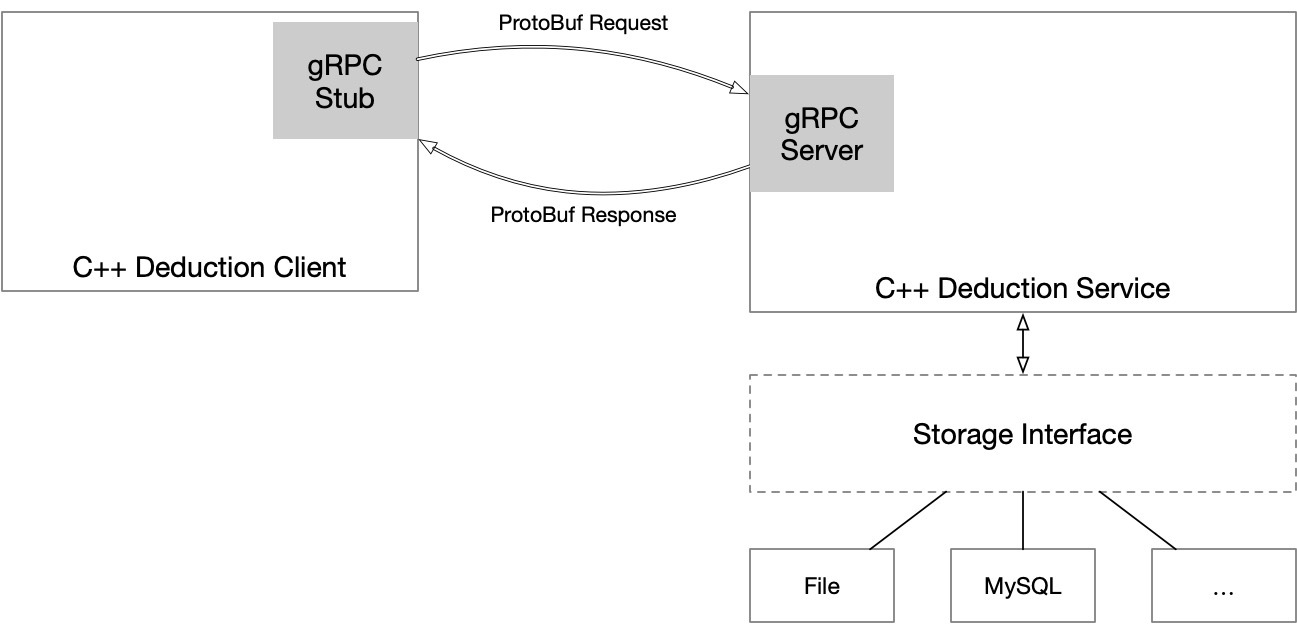 ProtoBuf Request
gRPC
Stub
gRPC
Server
ProtoBuf Response
C++ Deduction Client
C++ Deduction Service
Storage Interface
File
MySQL
...